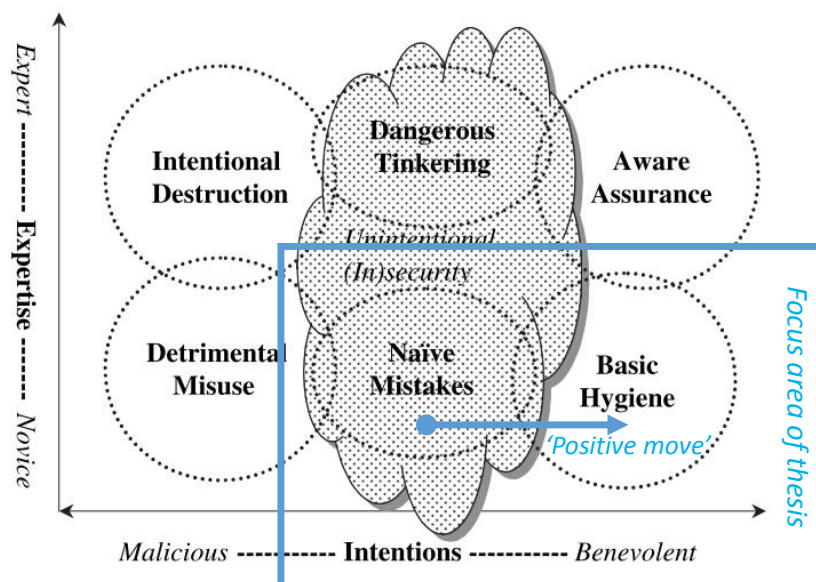 Expert
Dangerous
Tinkering
Intentional
Destruction
Aware
Assurance
Expertise
Unintentional
(In)security
Focus area of thesis
Detrimental
Misuse
Naïve
Mistakes
Basic
Hygiene
Novice
‘Positive move’
Malicious ----------- Intentions ----------- Benevolent